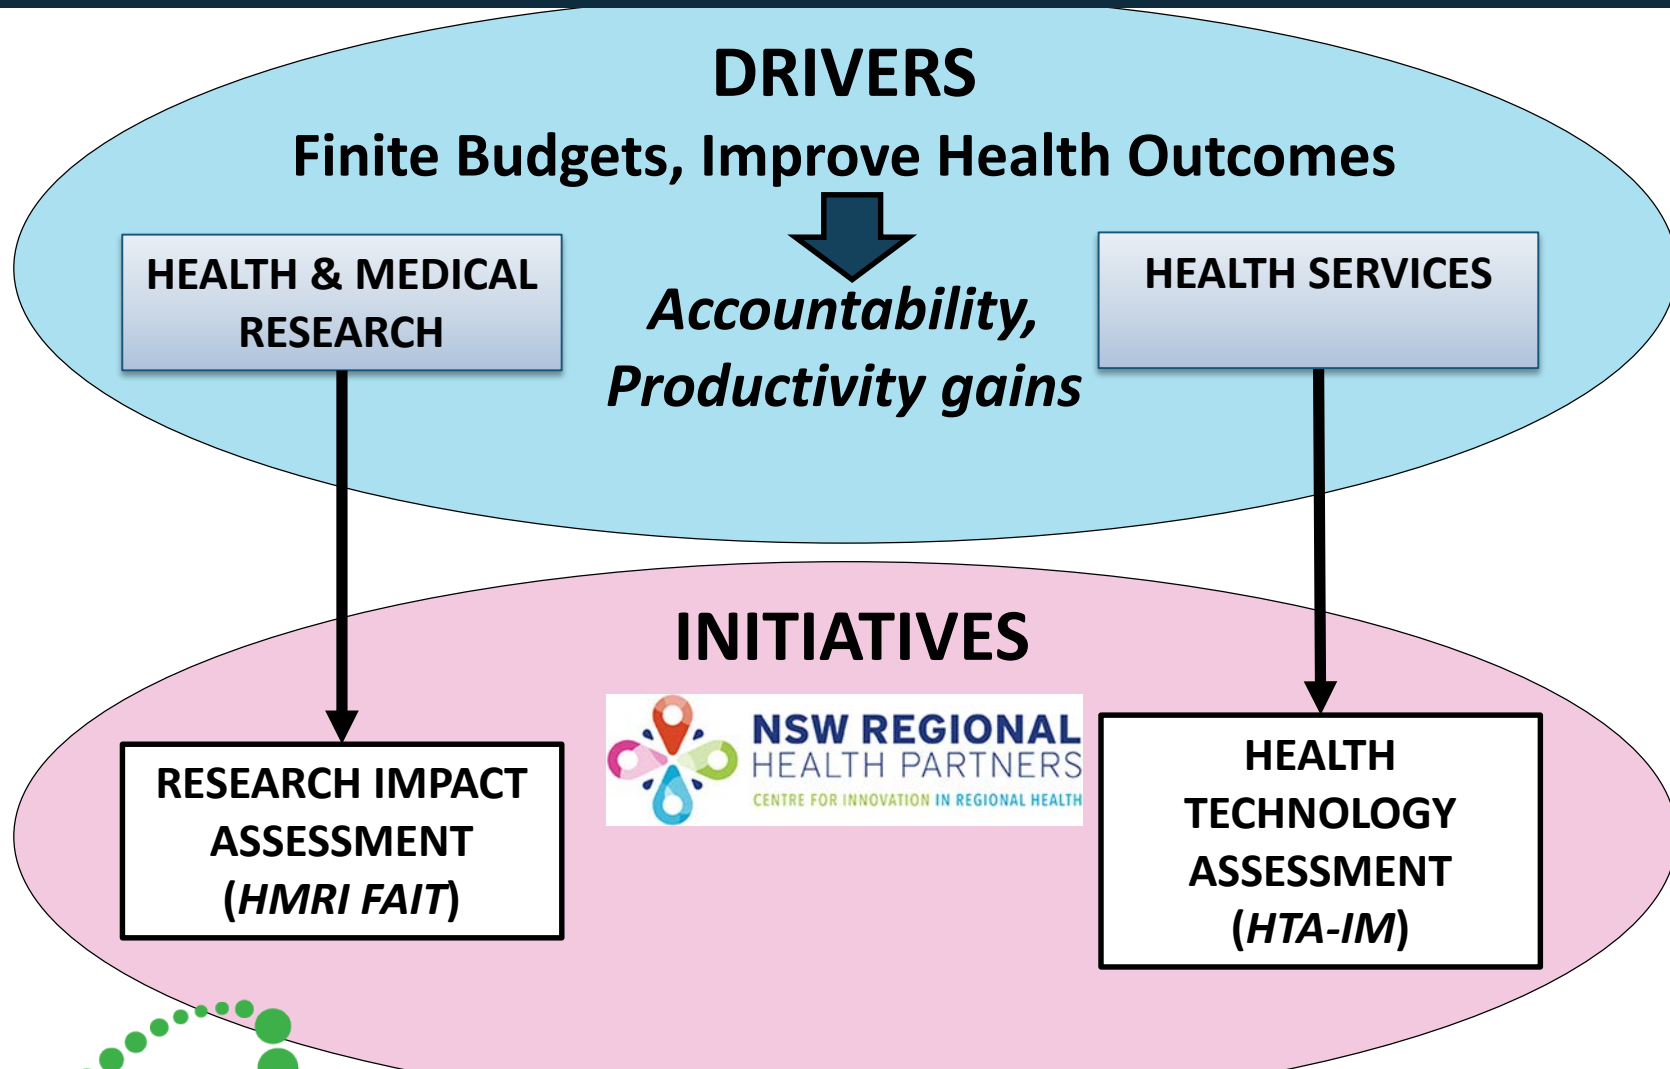 DRIVERS
Finite Budgets, Improve Health Outcomes
HEALTH & MEDICAL
RESEARCH
Accountability,
Productivity gains
HEALTH SERVICES
INITIATIVES
NSW REGIONAL
HEALTH PARTNERS
CENTRE FOR INNOVATION IN REGIONAL HEALTH
RESEARCH IMPACT
ASSESSMENT
(HMRI FAIT)
HEALTH
TECHNOLOGY
ASSESSMENT
(HTA-IM)